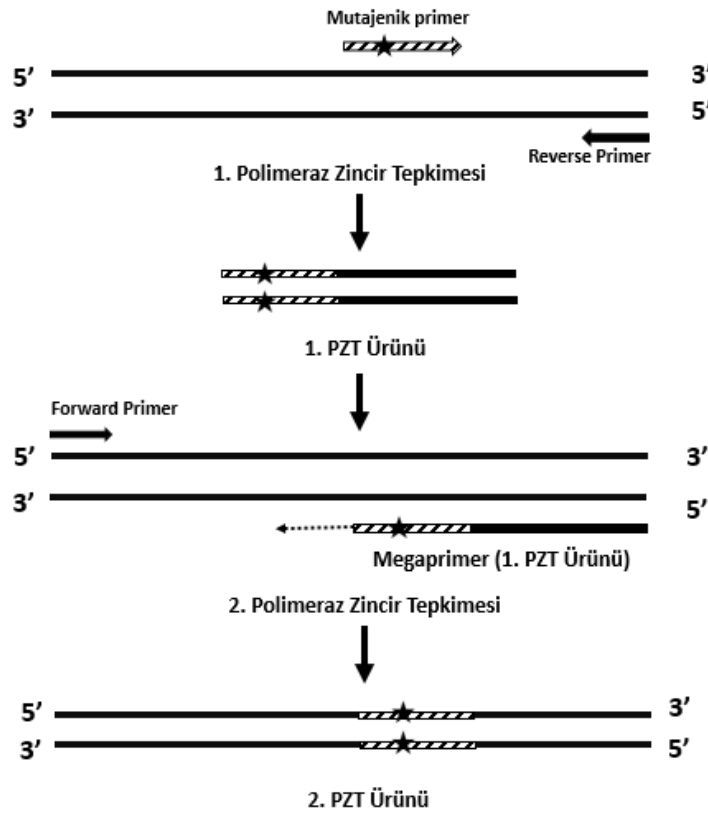 Mutajenik primer
5’ 3’
3’ 5’
Reverse Primer
1. Polimeraz Zincir Tepkimesi
1. PZT Ürünü
Forward Primer
5’ 3’
3’ 5’
Megaprimer (1. PZT Ürünü)
2. Polimeraz Zincir Tepkimesi
5’ 3’
3’ 5’
2. PZT Ürünü